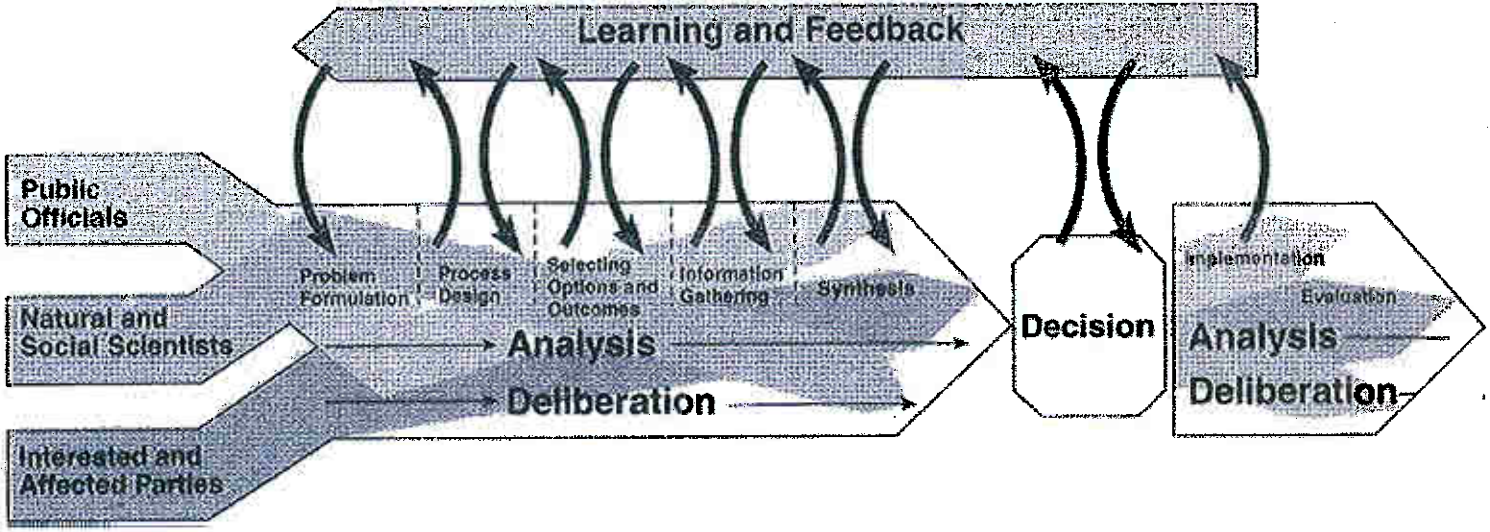 Learning and Feedback
Public
Officials
Natural and
Social Scientists
Interested and
Affected Parties
Problem
Formulation
Process
Design
Selecting
Options and
Outcomes
Information
Gathering
Synthesis
Analysis
Deliberation
Decision
Implementation
Evaluation
Analysis
Deliberation